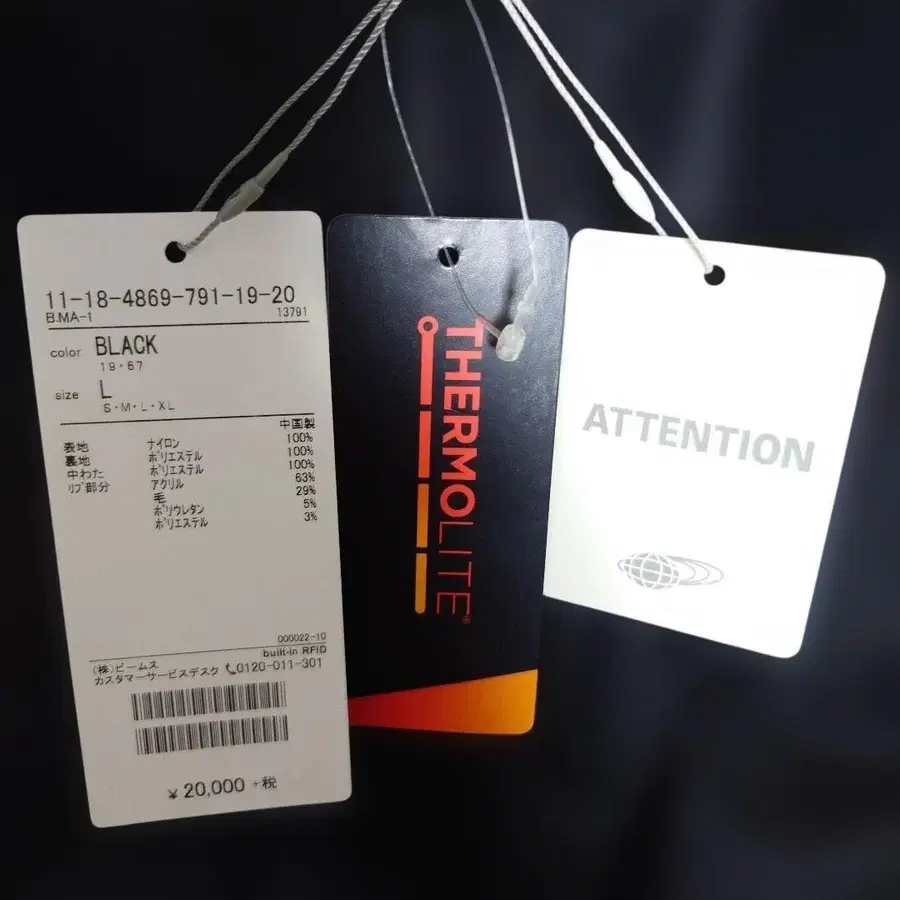 11-18-4869-791-19-20
B.MA-1 13791
color BLACK
19・67
size L
S・M・L・XL
中国製
表地 ナイロン 100%
裏地 ポリエステル 100%
中わた ポリエステル 100%
リブ部分 アクリル 63%
毛 29%
ポリウレタン 5%
ポリエステル 3%
000022-10
built-in RFID
(株)ビームス
カスタマーサービスデスク 0120-011-301
¥20,000 +税
THERMOLITE®
ATTENTION